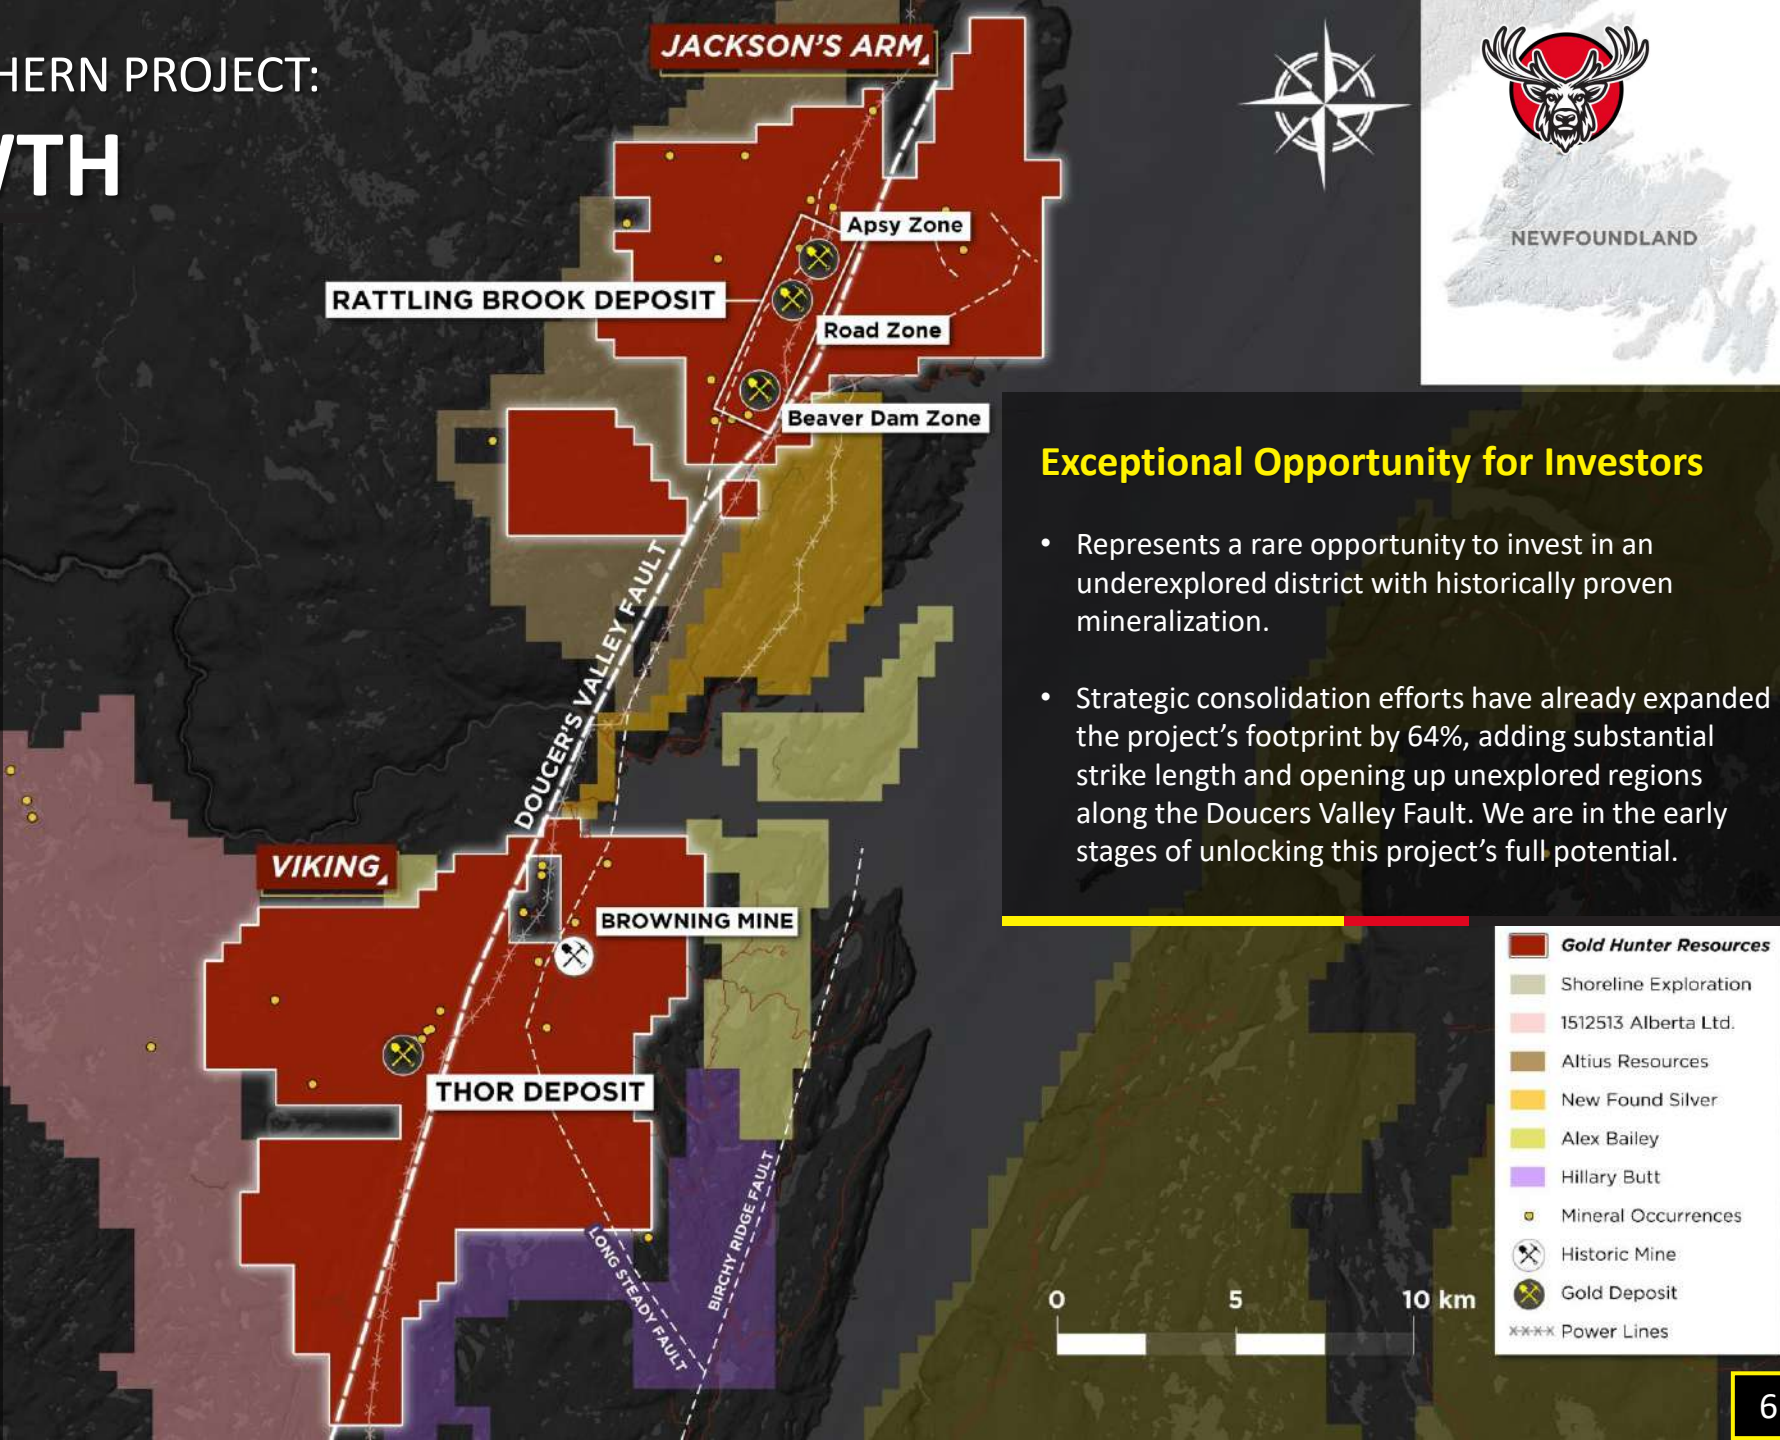 HERN PROJECT:
WTH
JACKSON'S ARM
NEWFOUNDLAND
Apsy Zone
RATTLING BROOK DEPOSIT
Road Zone
Beaver Dam Zone
DOUCER'S VALLEY FAULT
Exceptional Opportunity for Investors
• Represents a rare opportunity to invest in an
underexplored district with historically proven
mineralization.
• Strategic consolidation efforts have already expanded
the project's footprint by 64%, adding substantial
strike length and opening up unexplored regions
along the Doucers Valley Fault. We are in the early
stages of unlocking this project's full potential.
VIKING
BROWNING MINE
THOR DEPOSIT
LONG STEADY FAULT
BIRCHY RIDGE FAULT
0 5 10 km
Gold Hunter Resources
Shoreline Exploration
1512513 Alberta Ltd.
Altius Resources
New Found Silver
Alex Bailey
Hillary Butt
Mineral Occurrences
Historic Mine
Gold Deposit
Power Lines
6